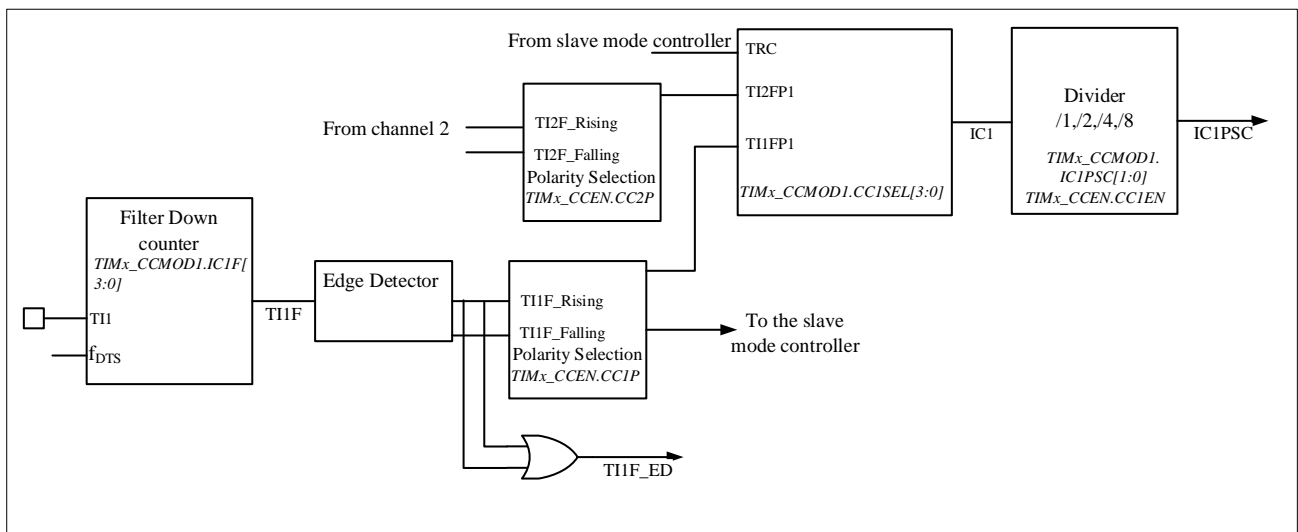 From slave mode controller
TRC
TI2FP1
TI1FP1
TIMx_CCMOD1.CC1SEL[3:0]
IC1
Divider
/1,/2,/4,/8
TIMx_CCMOD1.
IC1PSC[1:0]
TIMx_CCEN.CC1EN
IC1PSC
From channel 2
TI2F_Rising
TI2F_Falling
Polarity Selection
TIMx_CCEN.CC2P
Filter Down
counter
TIMx_CCMOD1.IC1F[
3:0]
TI1
fDTS
TI1F
Edge Detector
TI1F_Rising
TI1F_Falling
Polarity Selection
TIMx_CCEN.CC1P
To the slave
mode controller
TI1F_ED